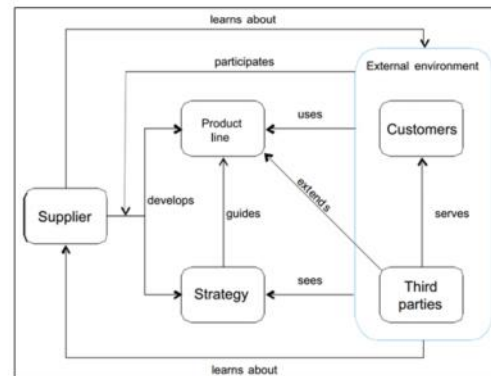 learns about
participates
External environment
Product
line
uses
Customers
extends
Supplier
develops
guides
serves
Strategy
sees
Third
parties
learns about